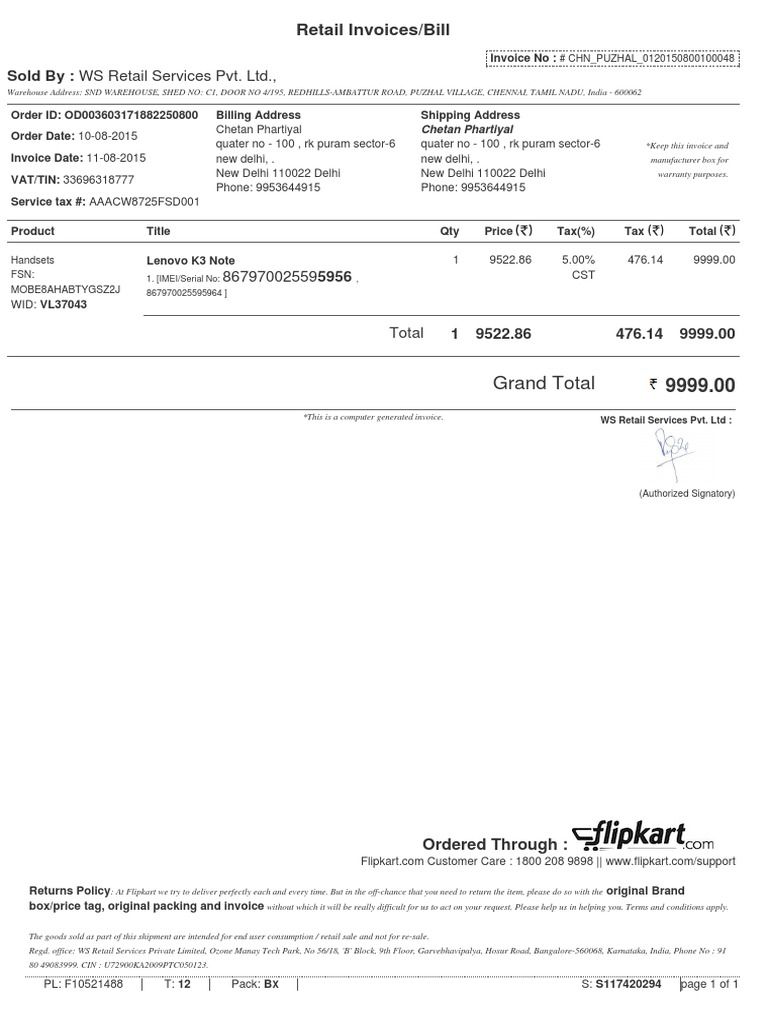 Retail Invoices/Bill
Invoice No : # CHN_PUZHAL_0120150800100048
Sold By : WS Retail Services Pvt. Ltd.,
Warehouse Address: SND WAREHOUSE, SHED NO: C1, DOOR NO 4/195, REDHILLS-AMBATTUR ROAD, PUZHAL VILLAGE, CHENNAI, TAMIL NADU, India - 600062
Order ID: OD003603171882250800
Order Date: 10-08-2015
Invoice Date: 11-08-2015
VAT/TIN: 33696318777
Service tax #: AAACW8725FSD001
Billing Address
Chetan Phartiyal
quater no - 100 , rk puram sector-6
new delhi, .
New Delhi 110022 Delhi
Phone: 9953644915
Shipping Address
Chetan Phartiyal
quater no - 100 , rk puram sector-6
new delhi, .
New Delhi 110022 Delhi
Phone: 9953644915
*Keep this invoice and
manufacturer box for
warranty purposes.
Product Title Qty Price (₹) Tax(%) Tax (₹) Total (₹)
Handsets Lenovo K3 Note 1 9522.86 5.00% 476.14 9999.00
FSN: 1. [IMEI/Serial No: 867970025595956 , CST
MOBE8AHABTYGSZ2J 867970025595964 ]
WID: VL37043
Total 1 9522.86 476.14 9999.00
Grand Total ₹ 9999.00
*This is a computer generated invoice.
WS Retail Services Pvt. Ltd :
(Authorized Signatory)
Ordered Through : flipkart.com
Flipkart.com Customer Care : 1800 208 9898 || www.flipkart.com/support
Returns Policy: At Flipkart we try to deliver perfectly each and every time. But in the off-chance that you need to return the item, please do so with the original Brand
box/price tag, original packing and invoice without which it will be really difficult for us to act on your request. Please help us in helping you. Terms and conditions apply.
The goods sold as part of this shipment are intended for end user consumption / retail sale and not for re-sale.
Regd. office: WS Retail Services Private Limited, Ozone Manay Tech Park, No 56/18, 'B' Block, 9th Floor, Garvebhavipalya, Hosur Road, Bangalore-560068, Karnataka, India, Phone No : 91
80 49083999. CIN : U72900KA2009PTC050123.
PL: F10521488 | T: 12 | Pack: BX | S: S117420294 | page 1 of 1